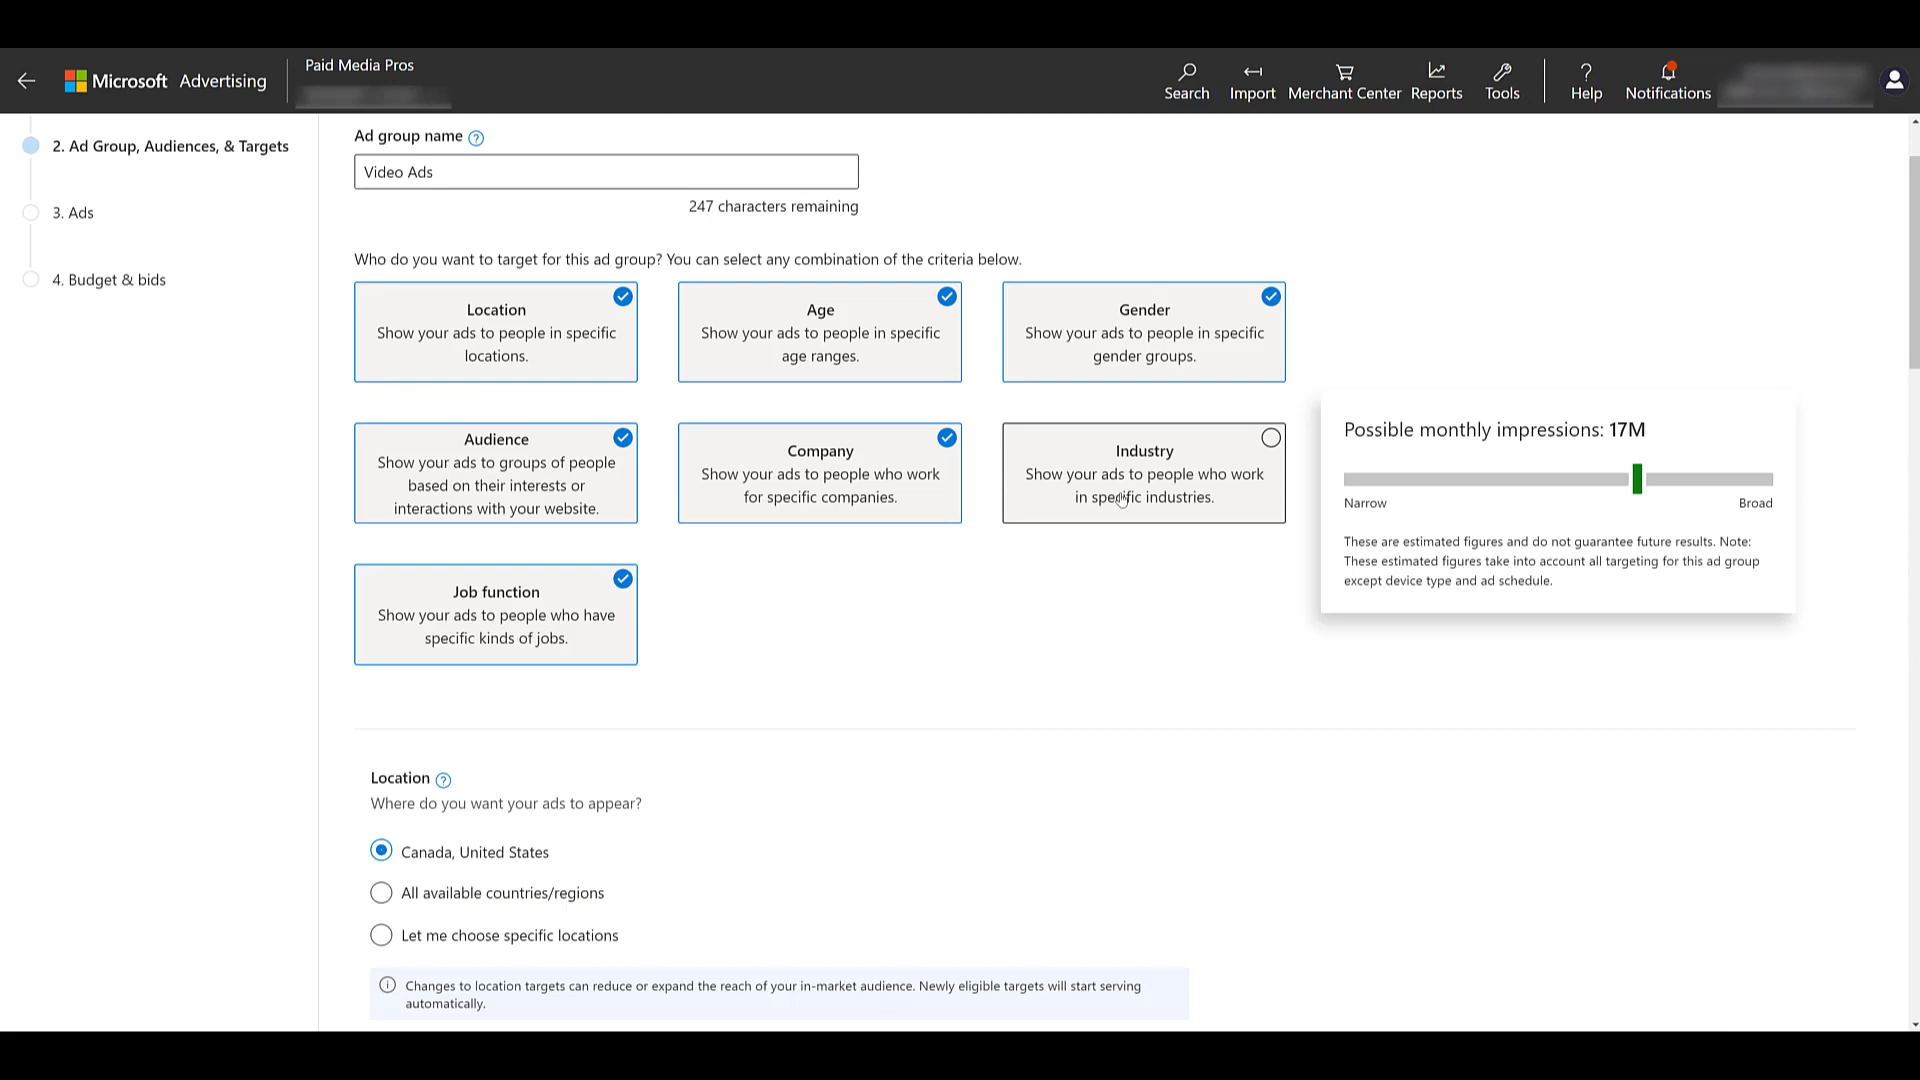 Microsoft Advertising
Paid Media Pros
Search
Import
Merchant Center
Reports
Tools
Help
Notifications
2. Ad Group, Audiences, & Targets
3. Ads
4. Budget & bids
Ad group name
Video Ads
247 characters remaining
Who do you want to target for this ad group? You can select any combination of the criteria below.
Location
Show your ads to people in specific
locations.
Age
Show your ads to people in specific
age ranges.
Gender
Show your ads to people in specific
gender groups.
Audience
Show your ads to groups of people
based on their interests or
interactions with your website.
Company
Show your ads to people who work
for specific companies.
Industry
Show your ads to people who work
in specific industries.
Job function
Show your ads to people who have
specific kinds of jobs.
Possible monthly impressions: 17M
Narrow
Broad
These are estimated figures and do not guarantee future results. Note:
These estimated figures take into account all targeting for this ad group
except device type and ad schedule.
Location
Where do you want your ads to appear?
Canada, United States
All available countries/regions
Let me choose specific locations
Changes to location targets can reduce or expand the reach of your in-market audience. Newly eligible targets will start serving
automatically.